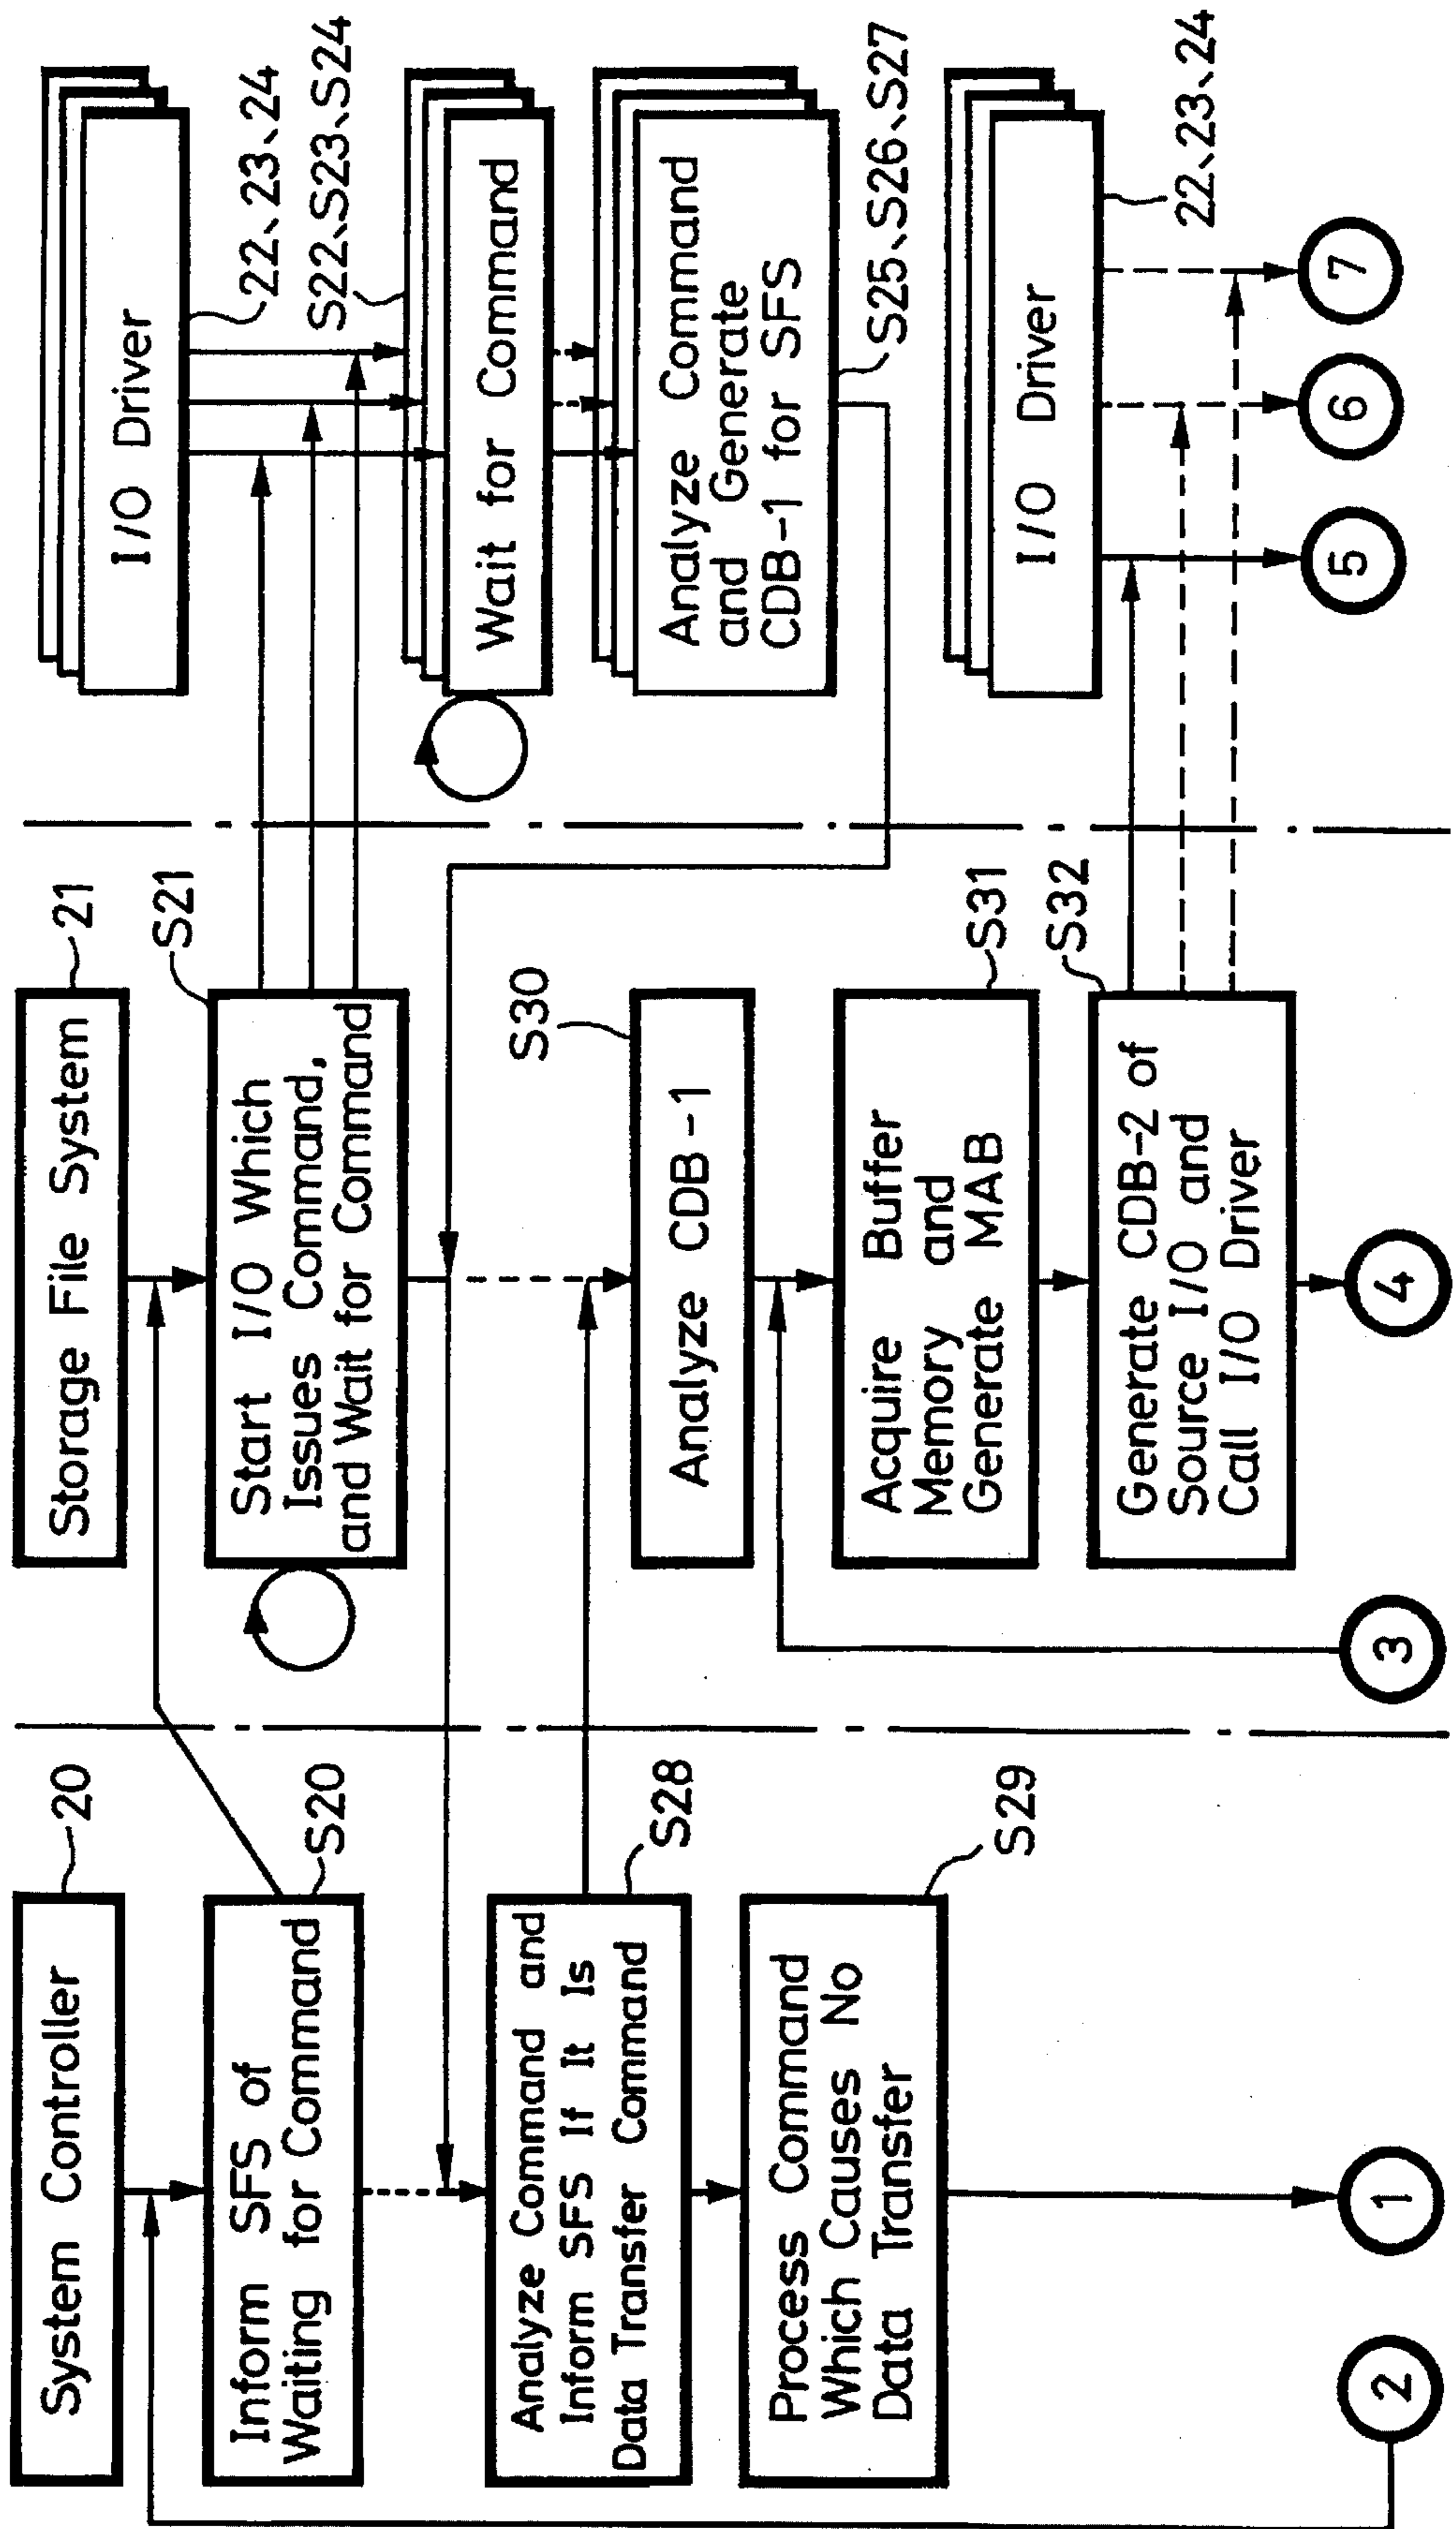 System Controller
20
Inform SFS of
Waiting for Command
S20
Analyze Command and
Inform SFS If It Is
Data Transfer Command
S28
Process Command
Which Causes No
Data Transfer
S29
2
1
Storage File System
21
Start I/O Which
Issues Command,
and Wait for Command
S21
S30
Analyze CDB-1
Acquire Buffer
Memory and
Generate MAB
S31
Generate CDB-2 of
Source I/O and
Call I/O Driver
S32
3
4
I/O Driver
22、23、24
S22、S23、S24
Wait for Command
Analyze Command
and Generate
CDB-1 for SFS
S25、S26、S27
I/O Driver
22、23、24
5
6
7